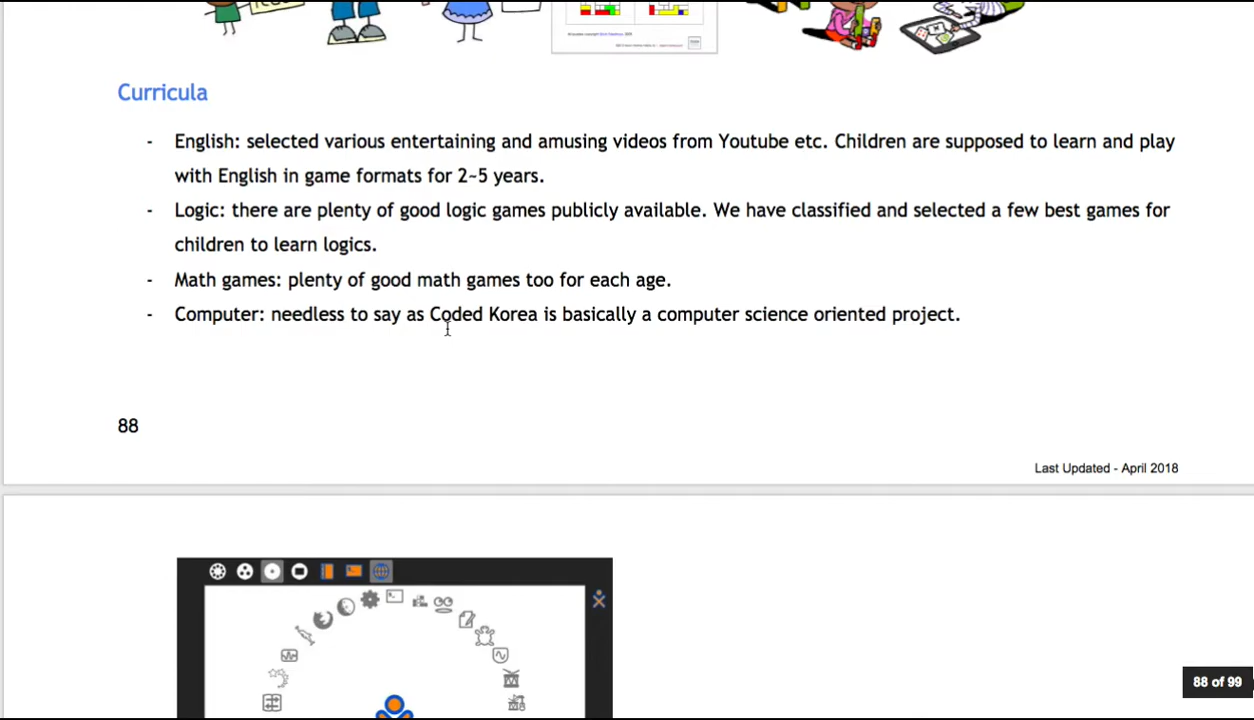 Curricula
- English: selected various entertaining and amusing videos from Youtube etc. Children are supposed to learn and play
with English in game formats for 2~5 years.
- Logic: there are plenty of good logic games publicly available. We have classified and selected a few best games for
children to learn logics.
- Math games: plenty of good math games too for each age.
- Computer: needless to say as Coded Korea is basically a computer science oriented project.
88
Last Updated - April 2018
88 of 99